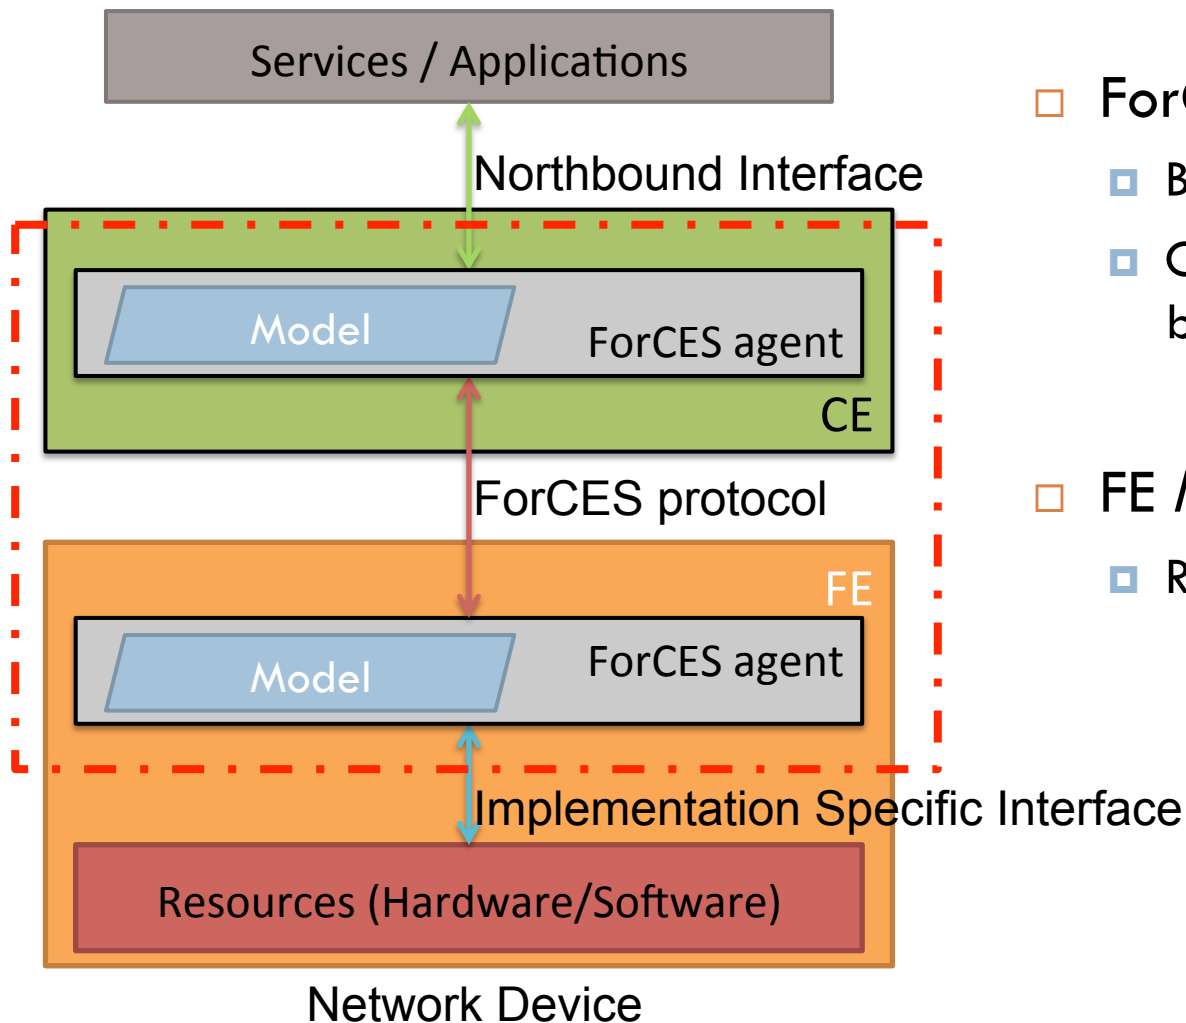 Services / Applications
Northbound Interface
Model
ForCES agent
CE
ForCES protocol
FE
Model
ForCES agent
Implementation Specific Interface
Resources (Hardware/Software)
Network Device
FE